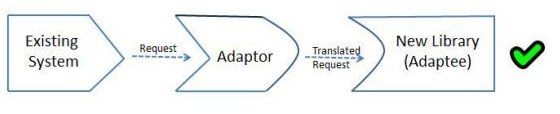 Existing
System
Request
Adaptor
Translated
Request
New Library
(Adaptee)